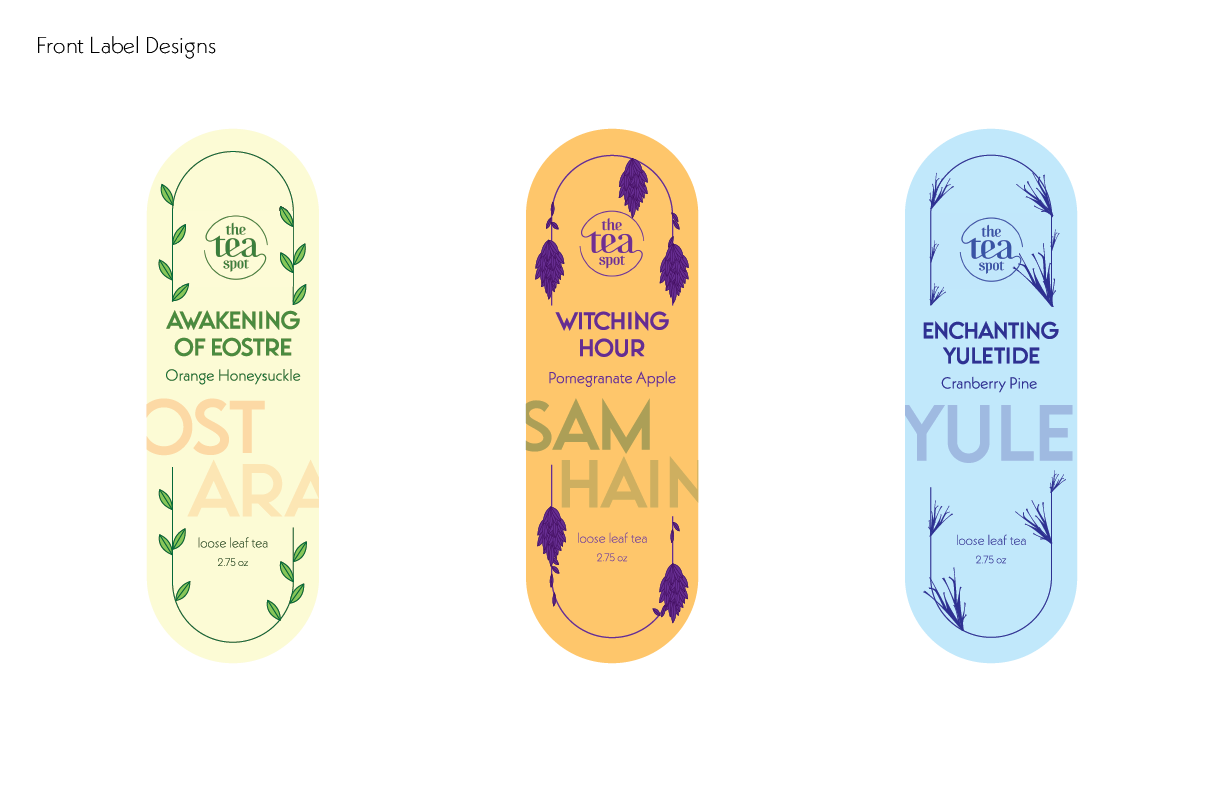 Front Label Designs
the
tea
spot
AWAKENING
OF EOSTRE
Orange Honeysuckle
OST
ARA
loose leaf tea
2.75 oz
the
tea
spot
WITCHING
HOUR
Pomegranate Apple
SAM
HAIN
loose leaf tea
2.75 oz
the
tea
spot
ENCHANTING
YULETIDE
Cranberry Pine
YULE
loose leaf tea
2.75 oz